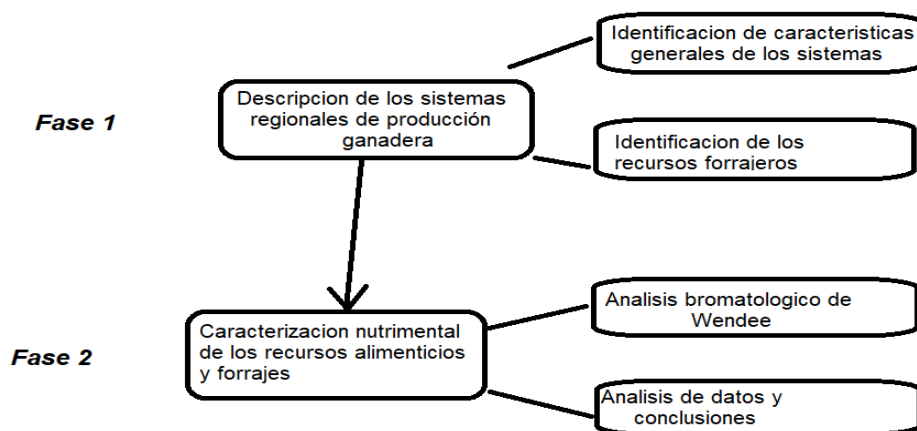 Identificacion de caracteristicas
generales de los sistemas
Fase 1
Descripcion de los sistemas
regionales de producción
ganadera
Identificacion de los
recursos forrajeros
Analisis bromatologico de
Wendee
Fase 2
Caracterizacion nutrimental
de los recursos alimenticios
y forrajes
Analisis de datos y
conclusiones